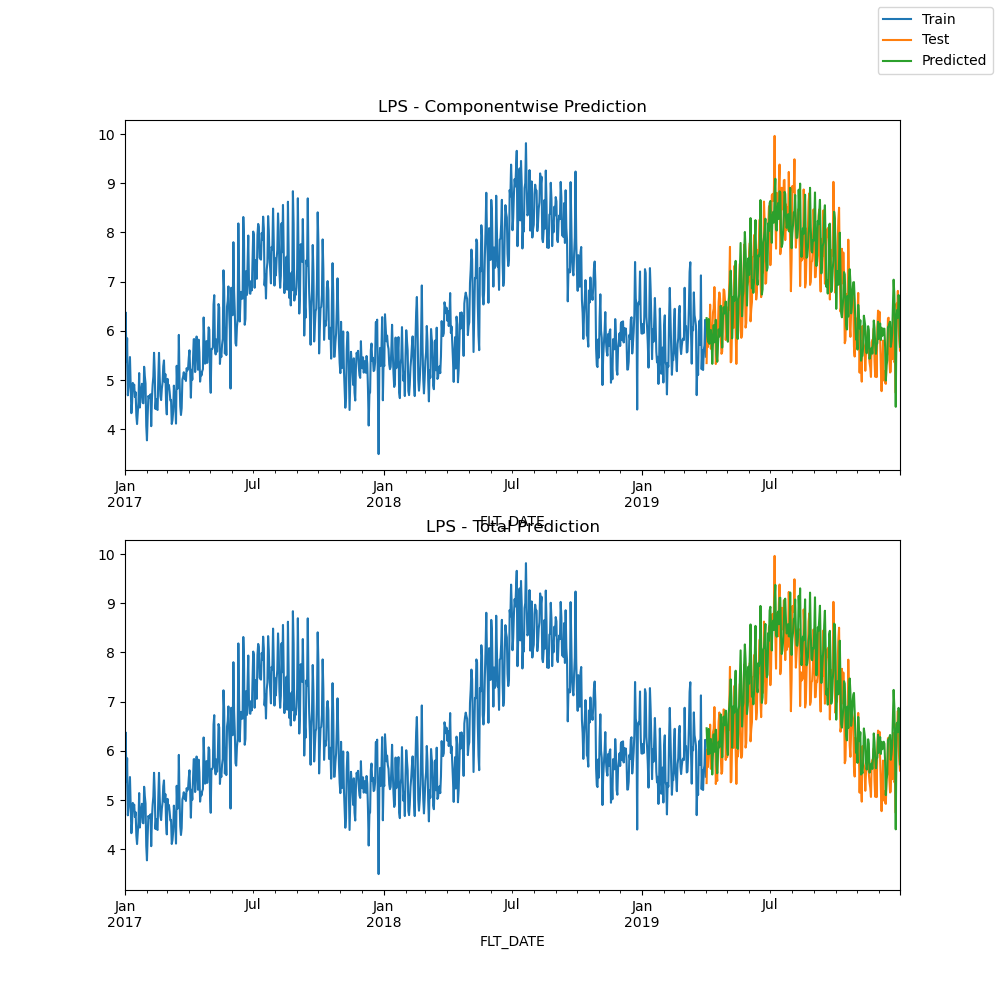 Train
Test
Predicted
LPS - Componentwise Prediction
10
9
8
7
6
5
4
Jan
2017
Jul
Jan
2018
Jul
Jan
2019
Jul
FLT_DATE
LPS - Total Prediction
10
9
8
7
6
5
4
Jan
2017
Jul
Jan
2018
Jul
Jan
2019
Jul
FLT_DATE